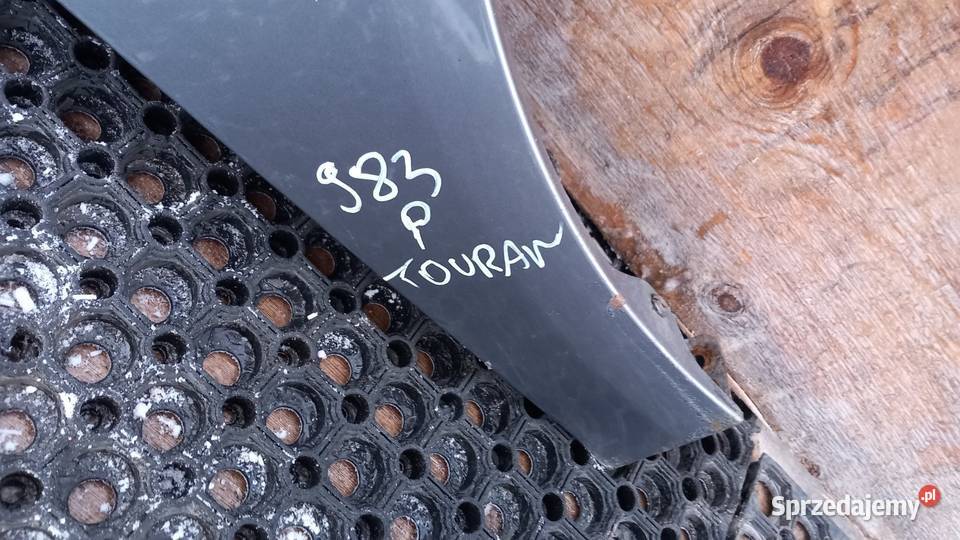 983
P
TOURAN
Sprzedajemy.pl